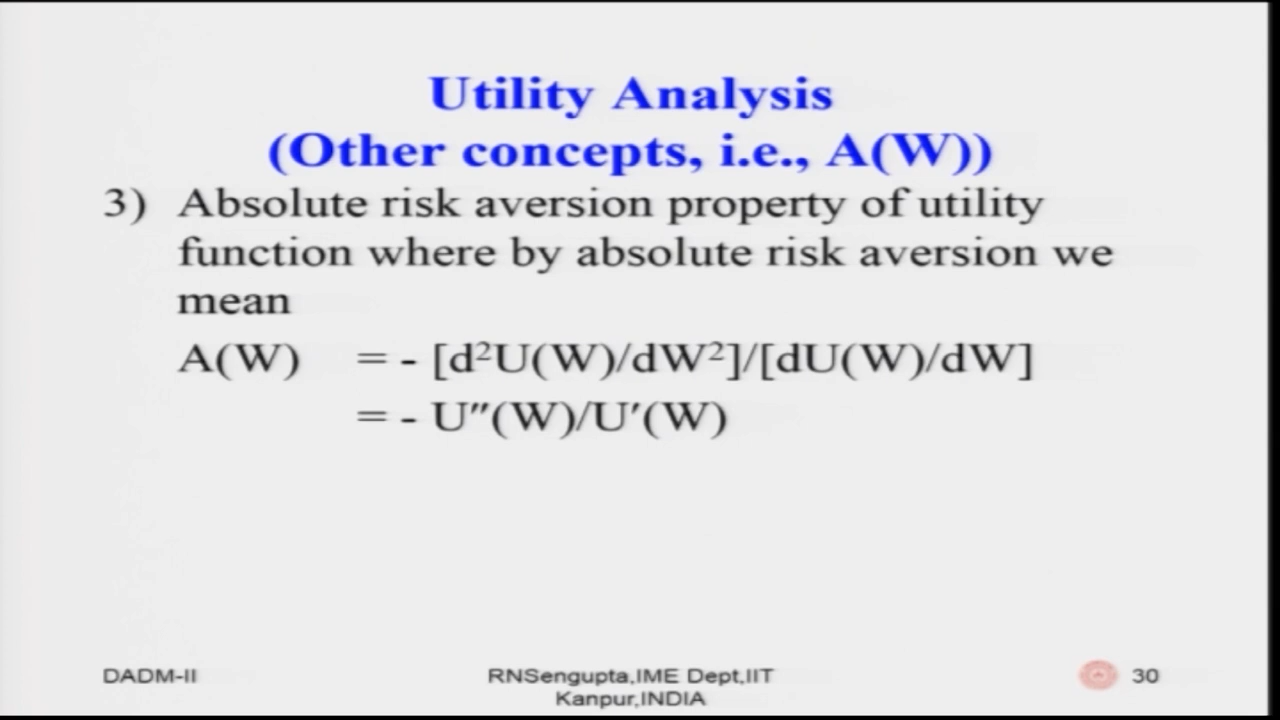 Utility Analysis
(Other concepts, i.e., A(W))
3) Absolute risk aversion property of utility
function where by absolute risk aversion we
mean
A(W) = - [d²U(W)/dW²]/[dU(W)/dW]
= - U″(W)/U′(W)
DADM-II
RNSengupta,IME Dept,IIT
Kanpur,INDIA
30